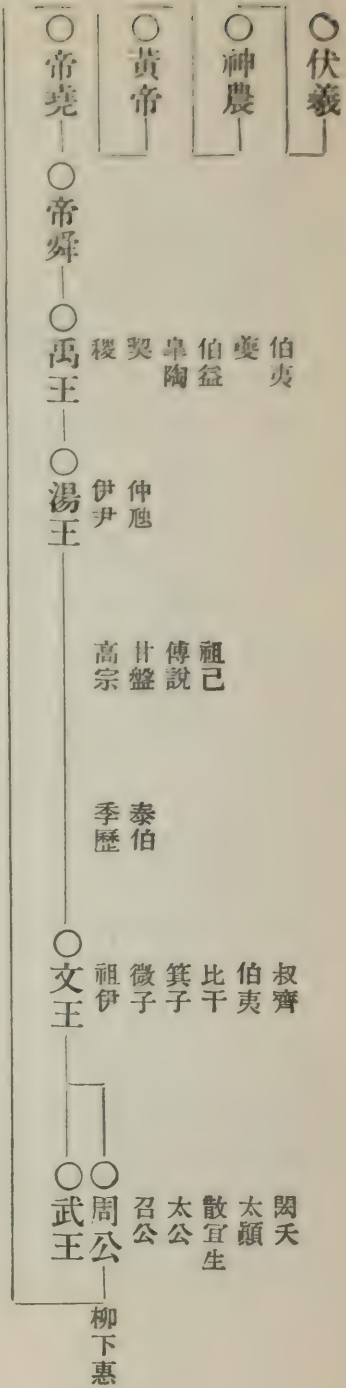 ○伏羲
○神農
○黃帝
○帝堯 ○帝舜 ○禹王 ○湯王 ○文王 ○武王
○周公 柳下惠
伯夷
夔
伯益
皐陶
契
稷
仲虺
伊尹
祖己
傅說
甘盤
高宗
泰伯
季歷
叔齊
伯夷
比干
箕子
微子
祖伊
閎夭
太顛
散宜生
太公
召公